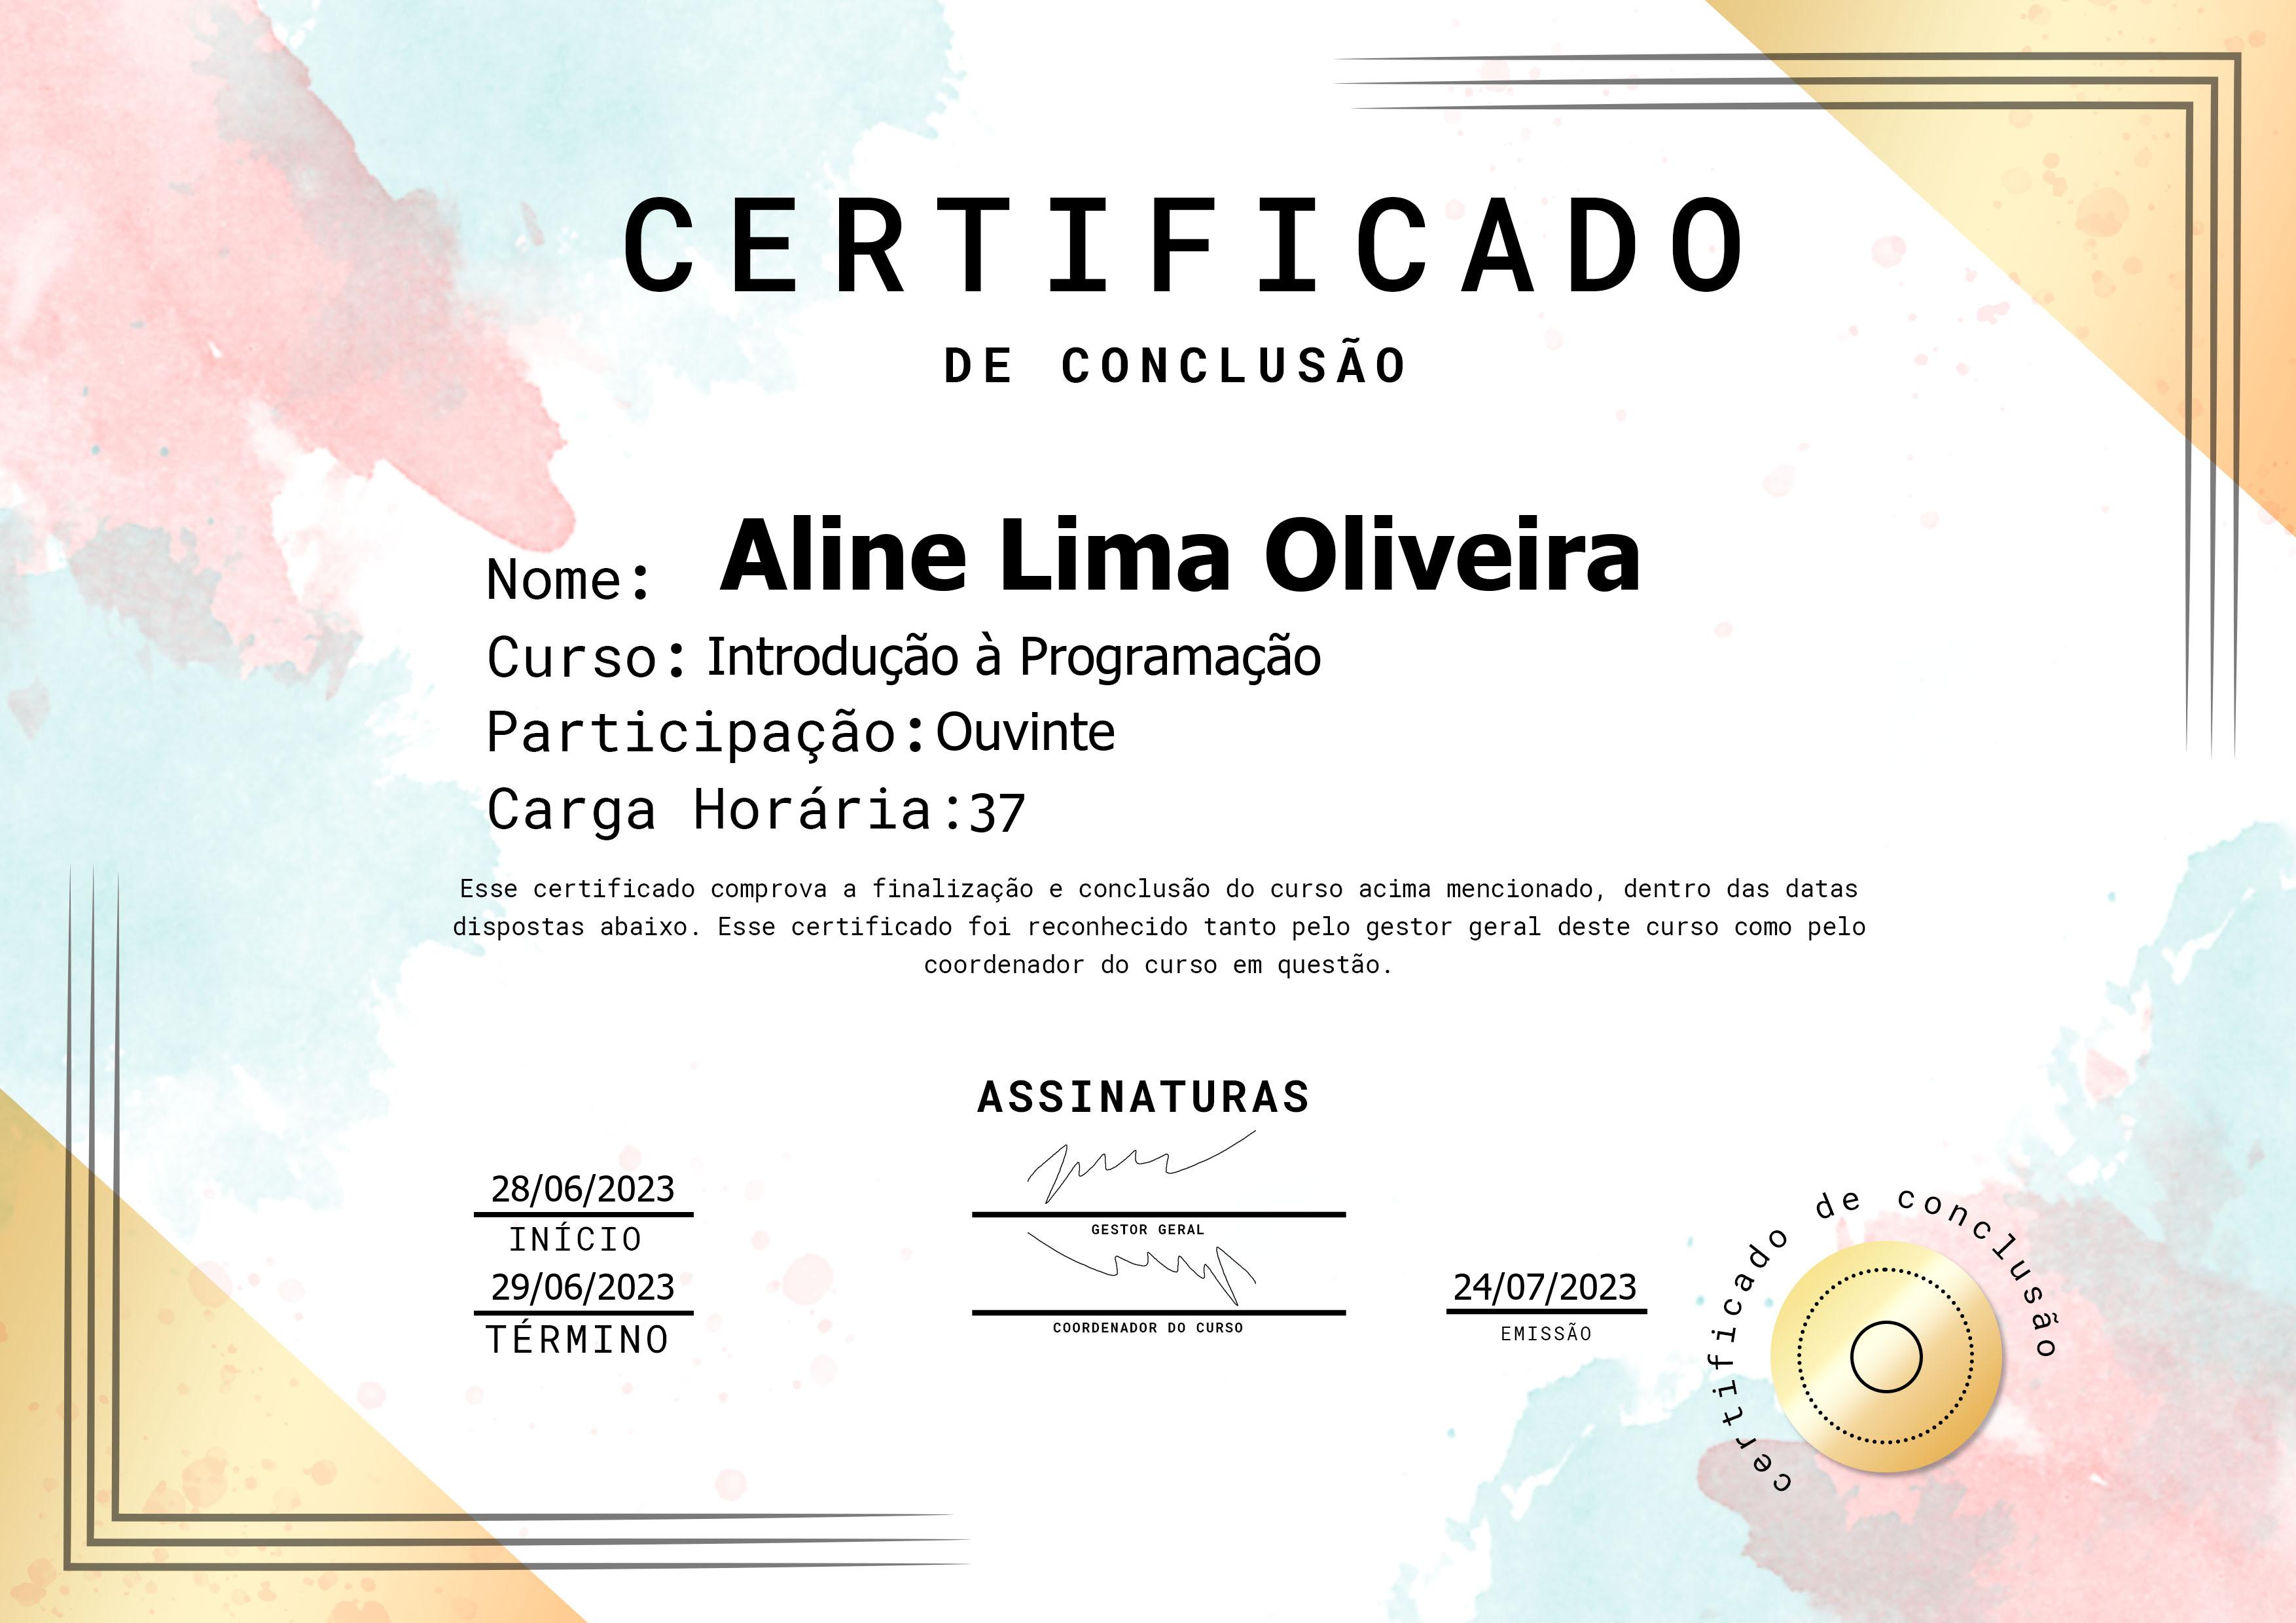 CERTIFICADO
DE CONCLUSÃO
Nome: Aline Lima Oliveira
Curso: Introdução à Programação
Participação: Ouvinte
Carga Horária:37
Esse certificado comprova a finalização e conclusão do curso acima mencionado, dentro das datas
dispostas abaixo. Esse certificado foi reconhecido tanto pelo gestor geral deste curso como pelo
coordenador do curso em questão.
ASSINATURAS
28/06/2023
INÍCIO
29/06/2023
TÉRMINO
GESTOR GERAL
COORDENADOR DO CURSO
24/07/2023
EMISSÃO
certificado de conclusão